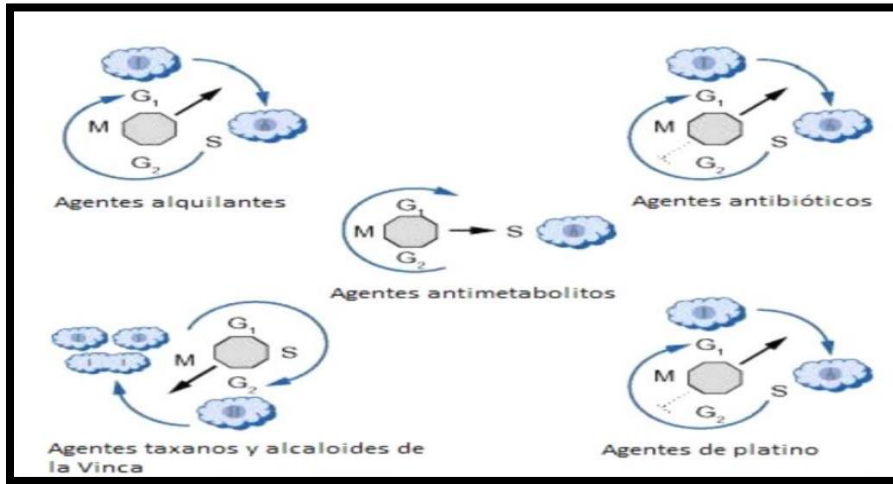 G1
M
S
G2
Agentes alquilantes
G1
M
S
G2
Agentes antibióticos
G1
M
S
G2
Agentes antimetabolitos
G1
M
S
G2
Agentes taxanos y alcaloides de
la Vinca
G1
M
S
G2
Agentes de platino